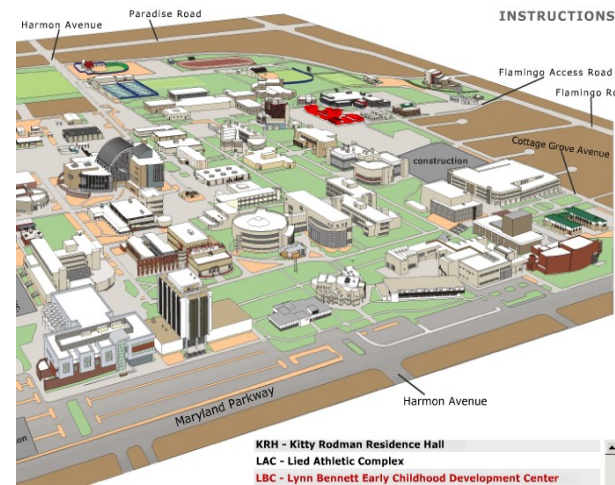 INSTRUCTIONS
Paradise Road
Harmon Avenue
Flamingo Access Road
Flamingo Ro
Cottage Grove Avenue
construction
Maryland Parkway
Harmon Avenue
on
KRH - Kitty Rodman Residence Hall
LAC - Lied Athletic Complex
LBC - Lynn Bennett Early Childhood Development Center